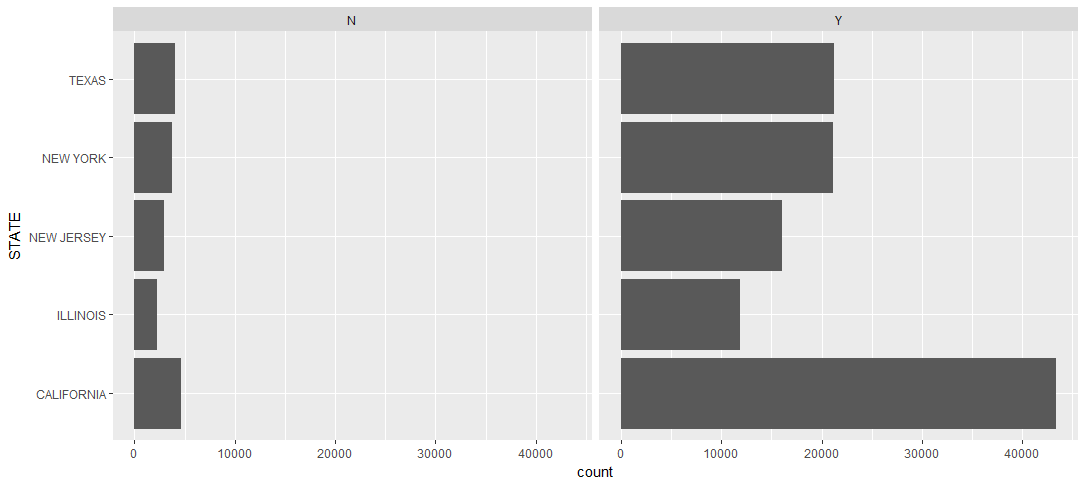 N
Y
TEXAS
NEW YORK
NEW JERSEY
ILLINOIS
CALIFORNIA
STATE
0 10000 20000 30000 40000
0 10000 20000 30000 40000
count